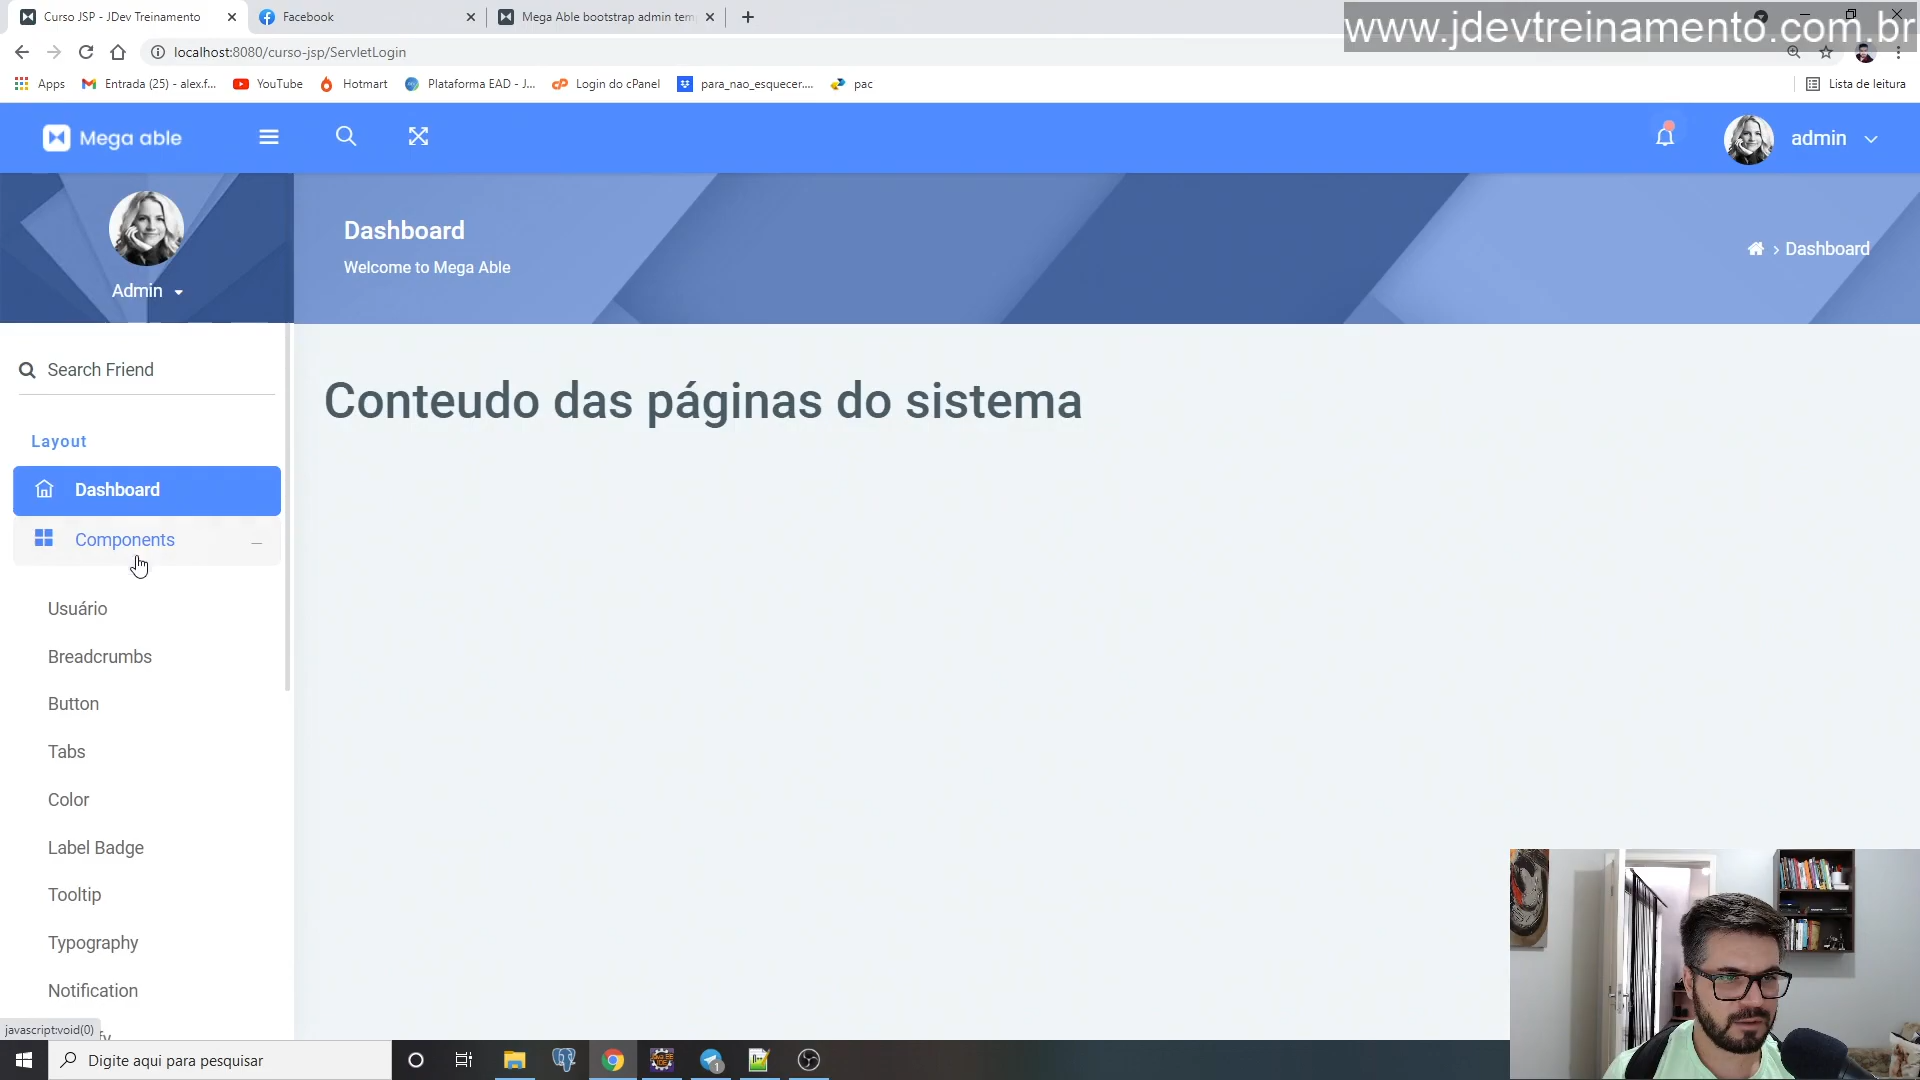 Curso JSP - JDev Treinamento
Facebook
Mega Able bootstrap admin tem
www.jdevtreinamento.com.br
localhost:8080/curso-jsp/ServletLogin
Apps
Entrada (25) - alex.f...
YouTube
Hotmart
Plataforma EAD - J...
Login do cPanel
para_nao_esquecer....
pac
Lista de leitura
Mega able
admin
Dashboard
Welcome to Mega Able
> Dashboard
Admin
Search Friend
Conteudo das páginas do sistema
Layout
Dashboard
Components
Usuário
Breadcrumbs
Button
Tabs
Color
Label Badge
Tooltip
Typography
Notification
javascript:void(0)
Digite aqui para pesquisar
1